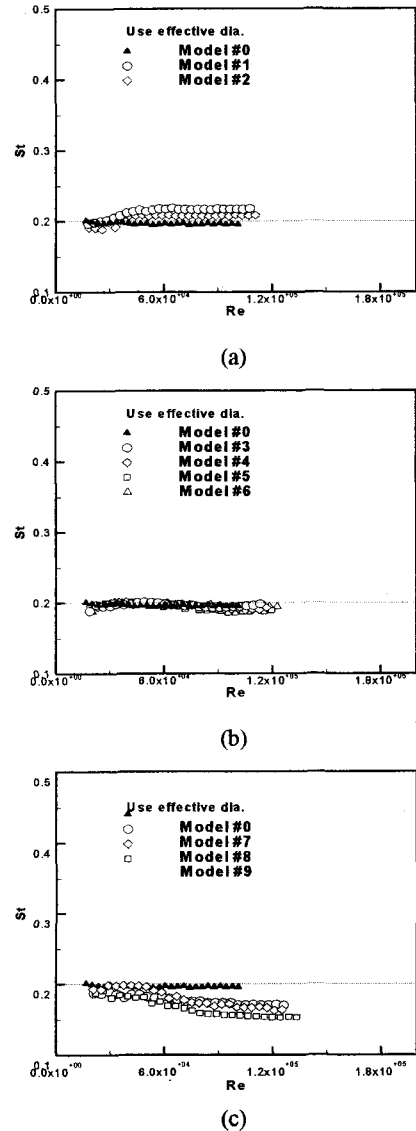 0.5
Use effective dia.
Model #0
Model #1
Model #2
0.4
St
0.3
0.2
0.1
0.0x10^+00
6.0x10^+04
1.2x10^+05
1.8x10^+05
Re
(a)
0.5
Use effective dia.
Model #0
Model #3
Model #4
Model #5
Model #6
0.4
St
0.3
0.2
0.1
0.0x10^+00
6.0x10^+04
1.2x10^+05
1.8x10^+05
Re
(b)
0.5
Use effective dia.
Model #0
Model #7
Model #8
Model #9
0.4
St
0.3
0.2
0.1
0.0x10^+00
6.0x10^+04
1.2x10^+05
1.8x10^+05
Re
(c)